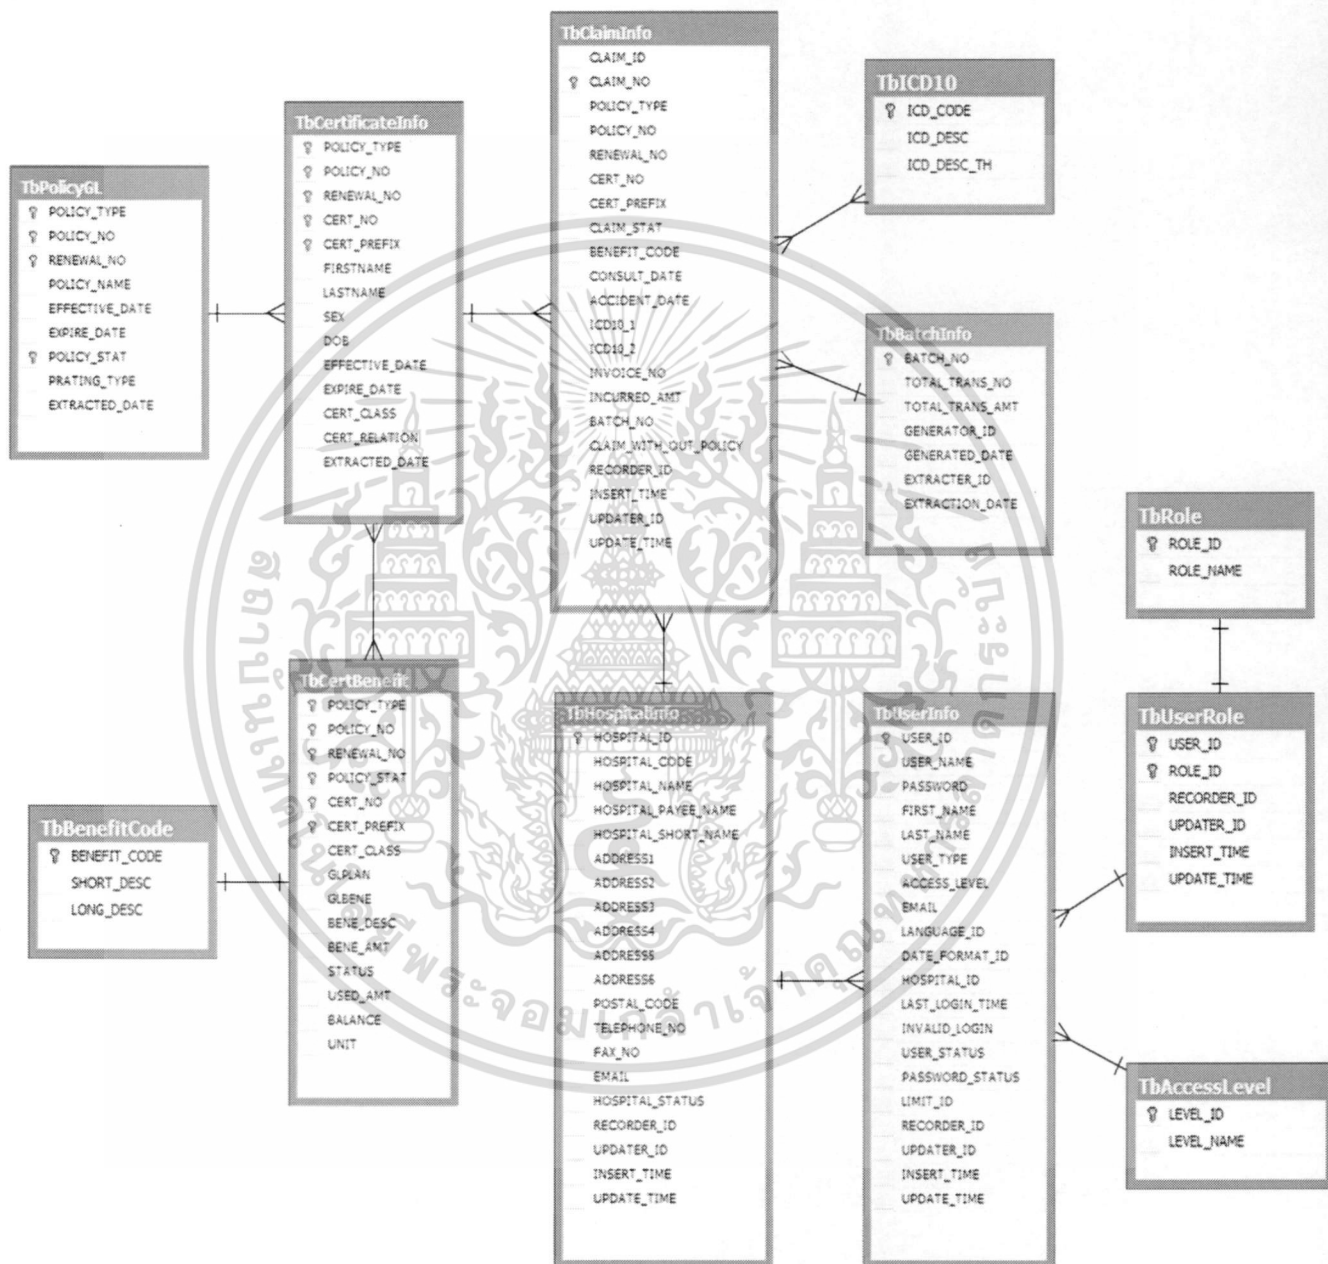 TbPolicyGL
POLICY_TYPE
POLICY_NO
RENEWAL_NO
POLICY_NAME
EFFECTIVE_DATE
EXPIRE_DATE
POLICY_STAT
PRATING_TYPE
EXTRACTED_DATE
TbCertificateInfo
POLICY_TYPE
POLICY_NO
RENEWAL_NO
CERT_NO
CERT_PREFIX
FIRSTNAME
LASTNAME
SEX
DOB
EFFECTIVE_DATE
EXPIRE_DATE
CERT_CLASS
CERT_RELATION
EXTRACTED_DATE
TbClaimInfo
CLAIM_ID
CLAIM_NO
POLICY_TYPE
POLICY_NO
RENEWAL_NO
CERT_NO
CERT_PREFIX
CLAIM_STAT
BENEFIT_CODE
CONSULT_DATE
ACCIDENT_DATE
ICD10_1
ICD10_2
INVOICE_NO
INCURRED_AMT
BATCH_NO
CLAIM_WITH_OUT_POLICY
RECORDER_ID
INSERT_TIME
UPDATER_ID
UPDATE_TIME
TbICD10
ICD_CODE
ICD_DESC
ICD_DESC_TH
TbBatchInfo
BATCH_NO
TOTAL_TRANS_NO
TOTAL_TRANS_AMT
GENERATOR_ID
GENERATED_DATE
EXTRACTER_ID
EXTRACTION_DATE
TbRole
ROLE_ID
ROLE_NAME
TbBenefitCode
BENEFIT_CODE
SHORT_DESC
LONG_DESC
TbCertBenefit
POLICY_TYPE
POLICY_NO
RENEWAL_NO
POLICY_STAT
CERT_NO
CERT_PREFIX
CERT_CLASS
GLPLAN
GLBENE
BENE_DESC
BENE_AMT
STATUS
USED_AMT
BALANCE
UNIT
TbHospitalInfo
HOSPITAL_ID
HOSPITAL_CODE
HOSPITAL_NAME
HOSPITAL_PAYEE_NAME
HOSPITAL_SHORT_NAME
ADDRESS1
ADDRESS2
ADDRESS3
ADDRESS4
ADDRESS5
ADDRESS6
POSTAL_CODE
TELEPHONE_NO
FAX_NO
EMAIL
HOSPITAL_STATUS
RECORDER_ID
UPDATER_ID
INSERT_TIME
UPDATE_TIME
TbUserInfo
USER_ID
USER_NAME
PASSWORD
FIRST_NAME
LAST_NAME
USER_TYPE
ACCESS_LEVEL
EMAIL
LANGUAGE_ID
DATE_FORMAT_ID
HOSPITAL_ID
LAST_LOGIN_TIME
INVALID_LOGIN
USER_STATUS
PASSWORD_STATUS
LIMIT_ID
RECORDER_ID
UPDATER_ID
INSERT_TIME
UPDATE_TIME
TbUserRole
USER_ID
ROLE_ID
RECORDER_ID
UPDATER_ID
INSERT_TIME
UPDATE_TIME
TbAccessLevel
LEVEL_ID
LEVEL_NAME